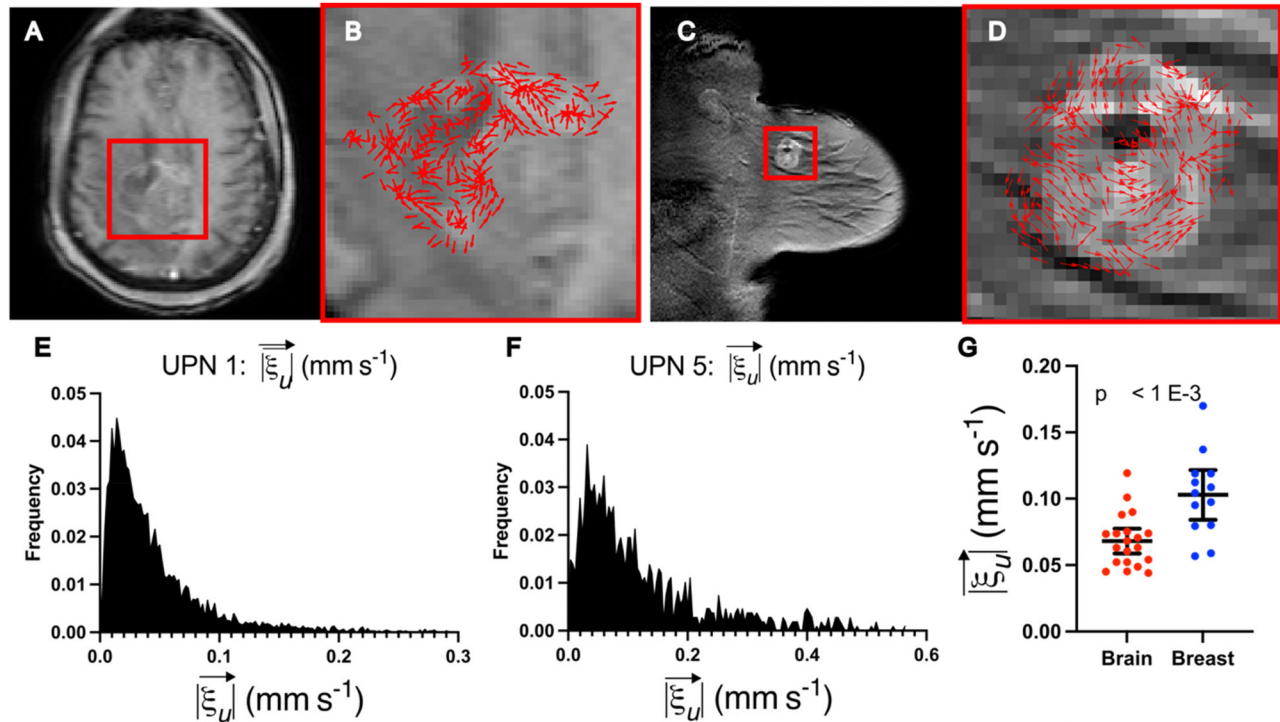 A
B
C
D
E
UPN 1: |ξᵤ| (mm s⁻¹)
0.05
0.04
0.03
0.02
0.01
0.00
Frequency
0.0 0.1 0.2 0.3
|ξᵤ| (mm s⁻¹)
F
UPN 5: |ξᵤ| (mm s⁻¹)
0.05
0.04
0.03
0.02
0.01
0.00
Frequency
0.0 0.2 0.4 0.6
|ξᵤ| (mm s⁻¹)
G
p < 1 E-3
0.20
0.15
0.10
0.05
0.00
|ξᵤ| (mm s⁻¹)
Brain Breast